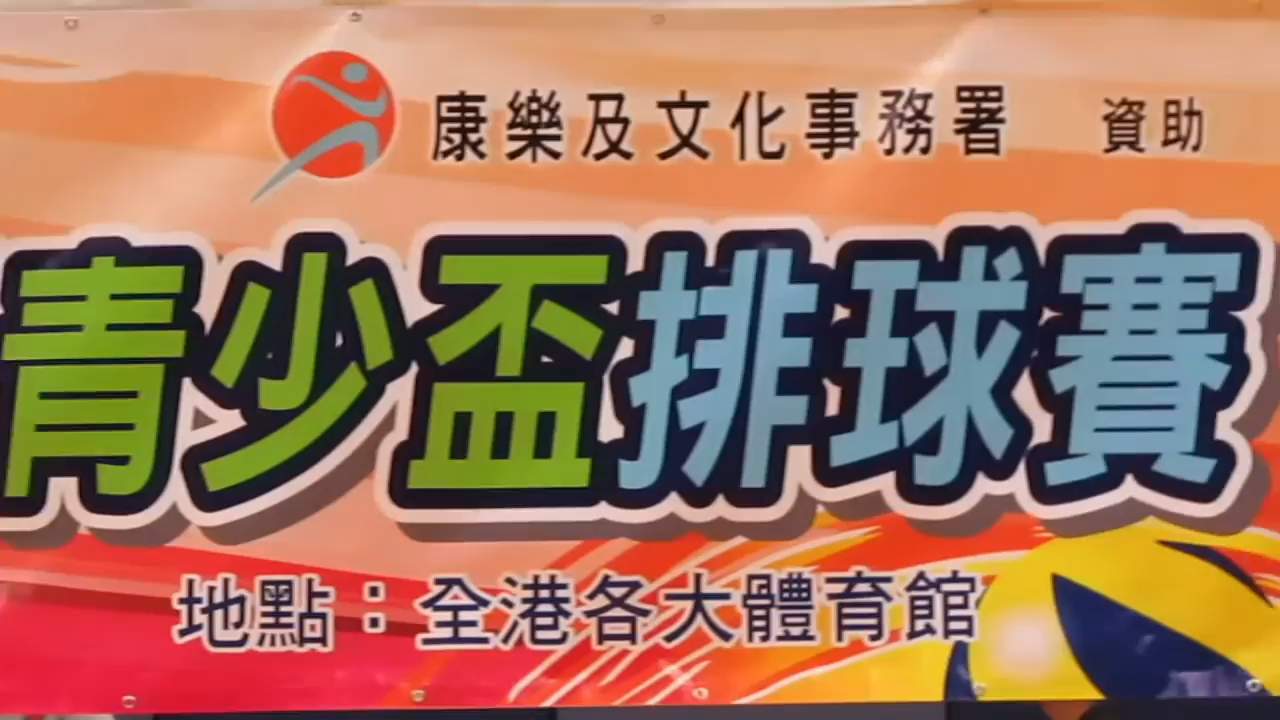 康樂及文化事務署 資助
青少盃排球賽
地點：全港各大體育館